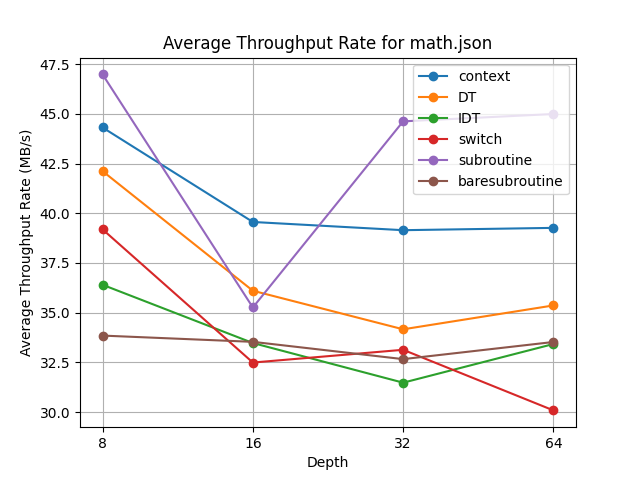 Average Throughput Rate for math.json
Average Throughput Rate (MB/s)
47.5
45.0
42.5
40.0
37.5
35.0
32.5
30.0
context
DT
IDT
switch
subroutine
baresubroutine
8
16
32
64
Depth